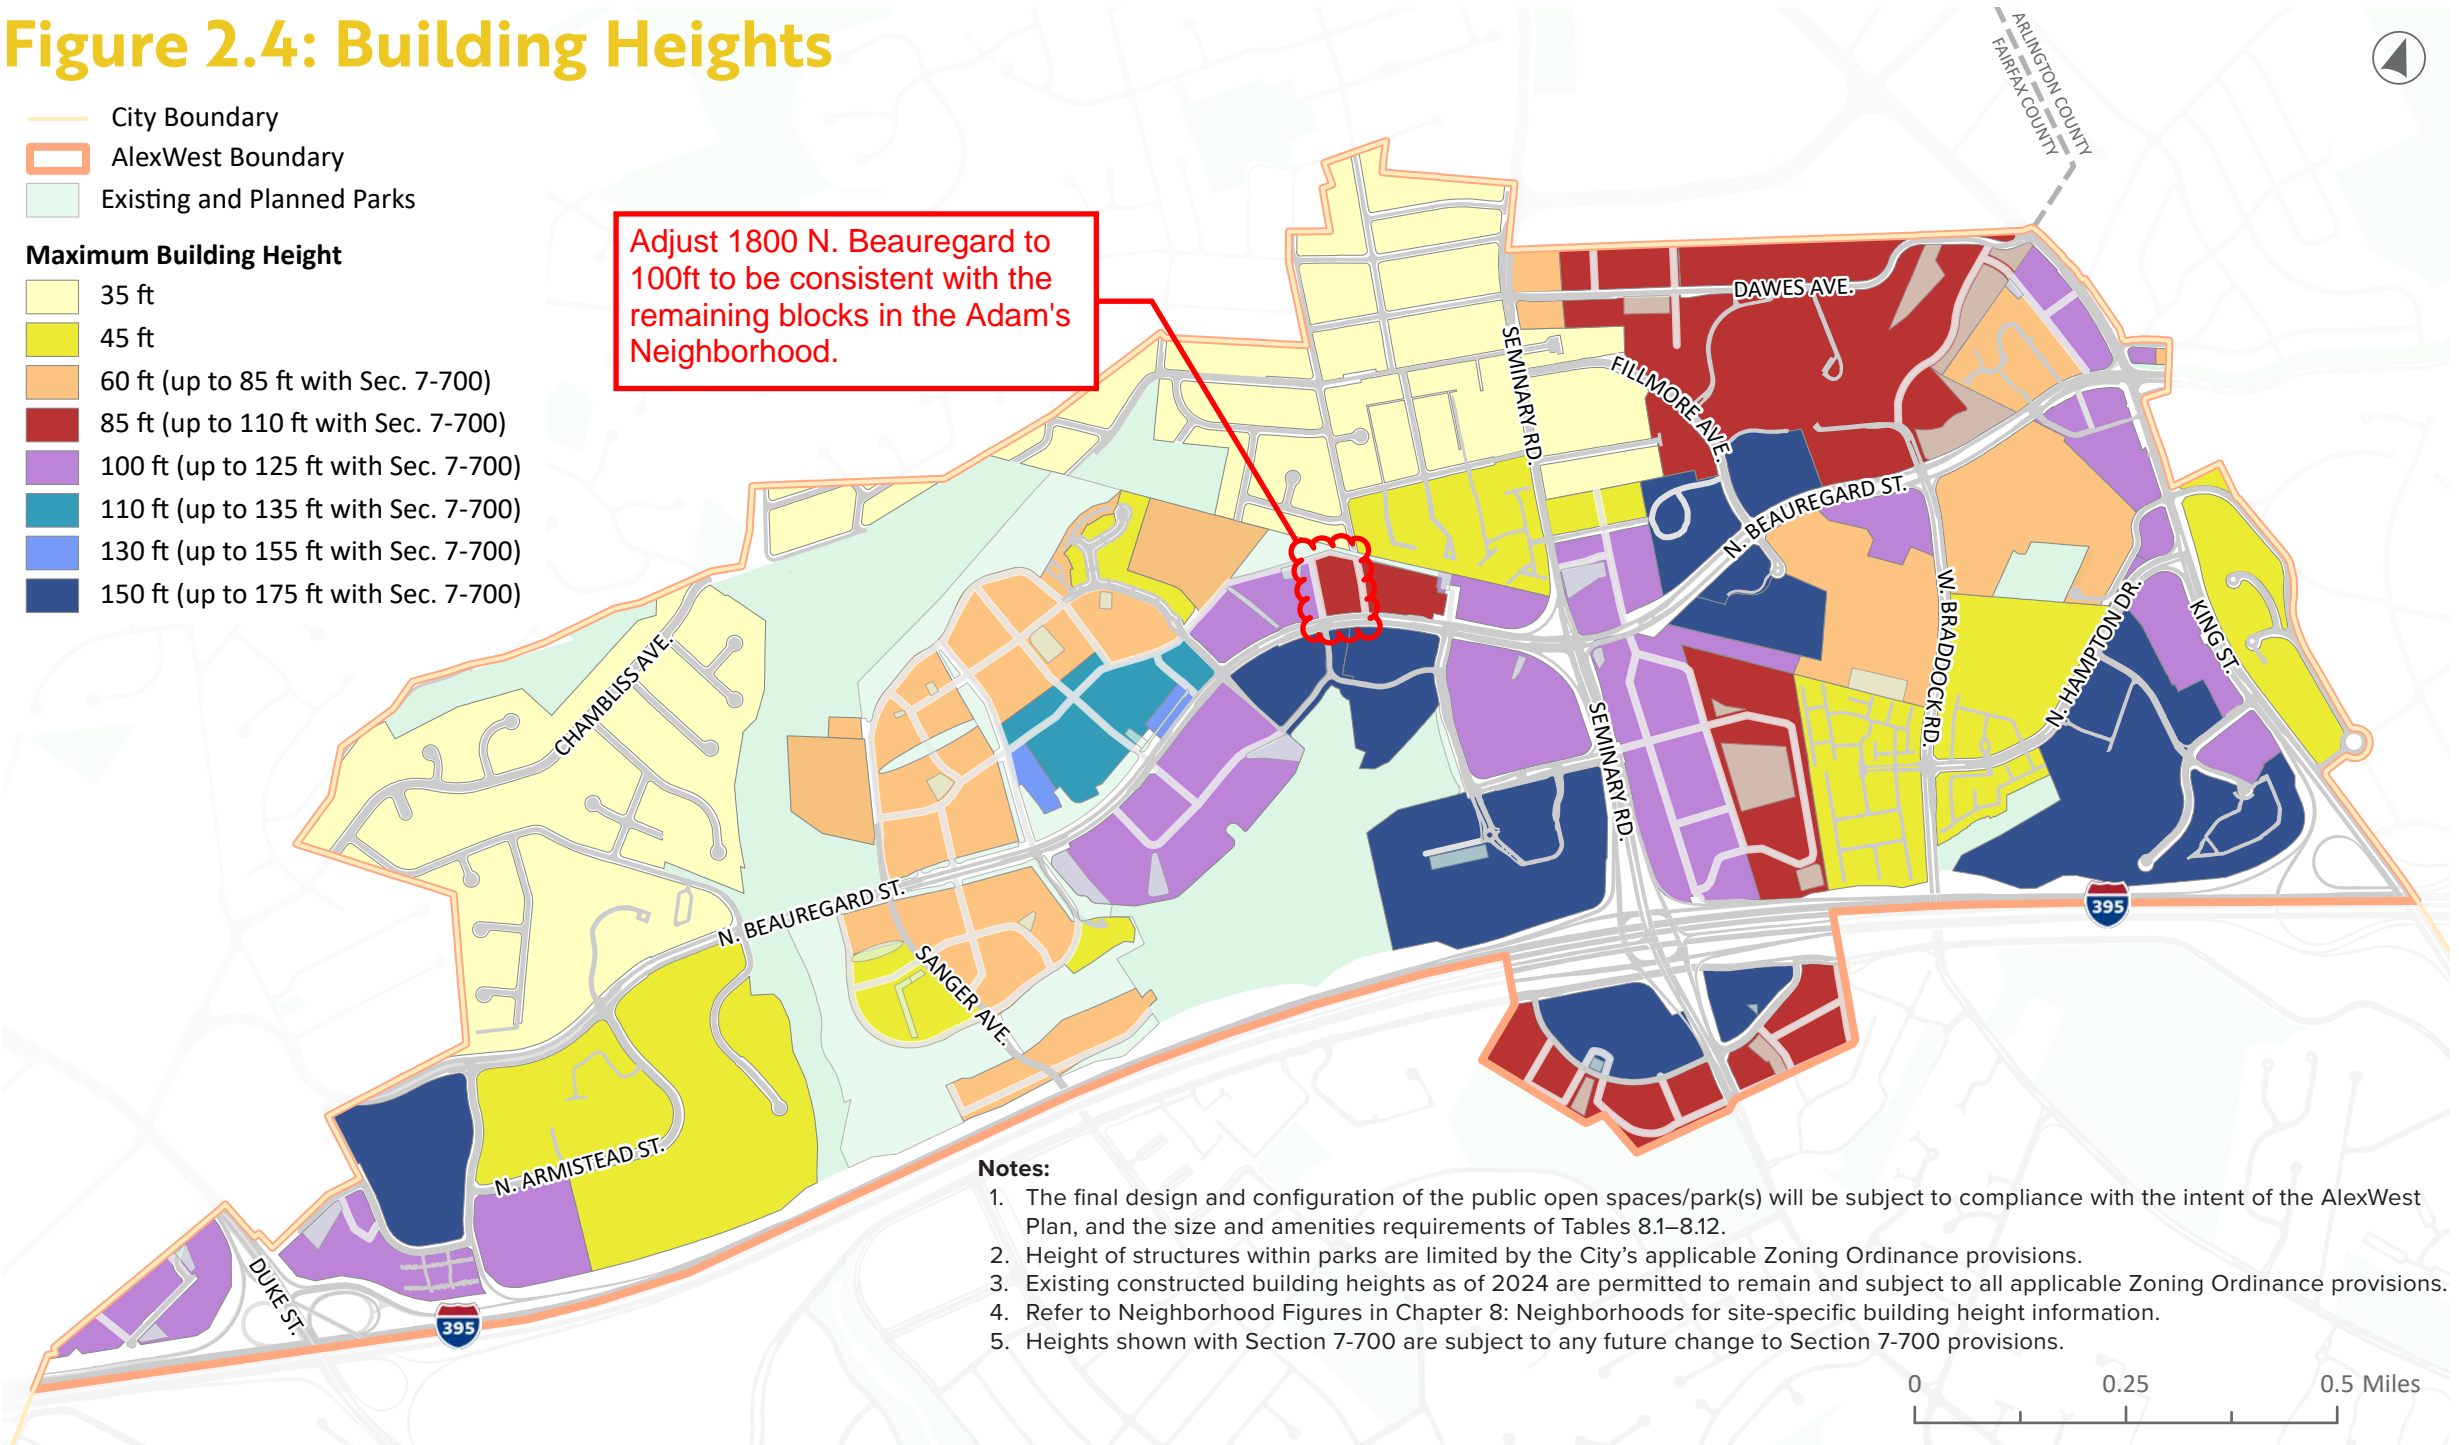 Figure 2.4: Building Heights
City Boundary
AlexWest Boundary
Existing and Planned Parks
Maximum Building Height
35 ft
45 ft
60 ft (up to 85 ft with Sec. 7-700)
85 ft (up to 110 ft with Sec. 7-700)
100 ft (up to 125 ft with Sec. 7-700)
110 ft (up to 135 ft with Sec. 7-700)
130 ft (up to 155 ft with Sec. 7-700)
150 ft (up to 175 ft with Sec. 7-700)
Adjust 1800 N. Beauregard to
100ft to be consistent with the
remaining blocks in the Adam's
Neighborhood.
ARLINGTON COUNTY
FAIRFAX COUNTY
DAWES AVE.
SEMINARY RD.
FILLMORE AVE.
N. BEAUREGARD ST.
W. BRADDOCK RD.
N. HAMPTON DR.
KING ST.
CHAMBLISS AVE.
SEMINARY RD.
N. BEAUREGARD ST.
SANGER AVE.
395
N. ARMISTEAD ST.
DUKE ST.
395
Notes:
1. The final design and configuration of the public open spaces/park(s) will be subject to compliance with the intent of the AlexWest
Plan, and the size and amenities requirements of Tables 8.1–8.12.
2. Height of structures within parks are limited by the City’s applicable Zoning Ordinance provisions.
3. Existing constructed building heights as of 2024 are permitted to remain and subject to all applicable Zoning Ordinance provisions.
4. Refer to Neighborhood Figures in Chapter 8: Neighborhoods for site-specific building height information.
5. Heights shown with Section 7-700 are subject to any future change to Section 7-700 provisions.
0 0.25 0.5 Miles